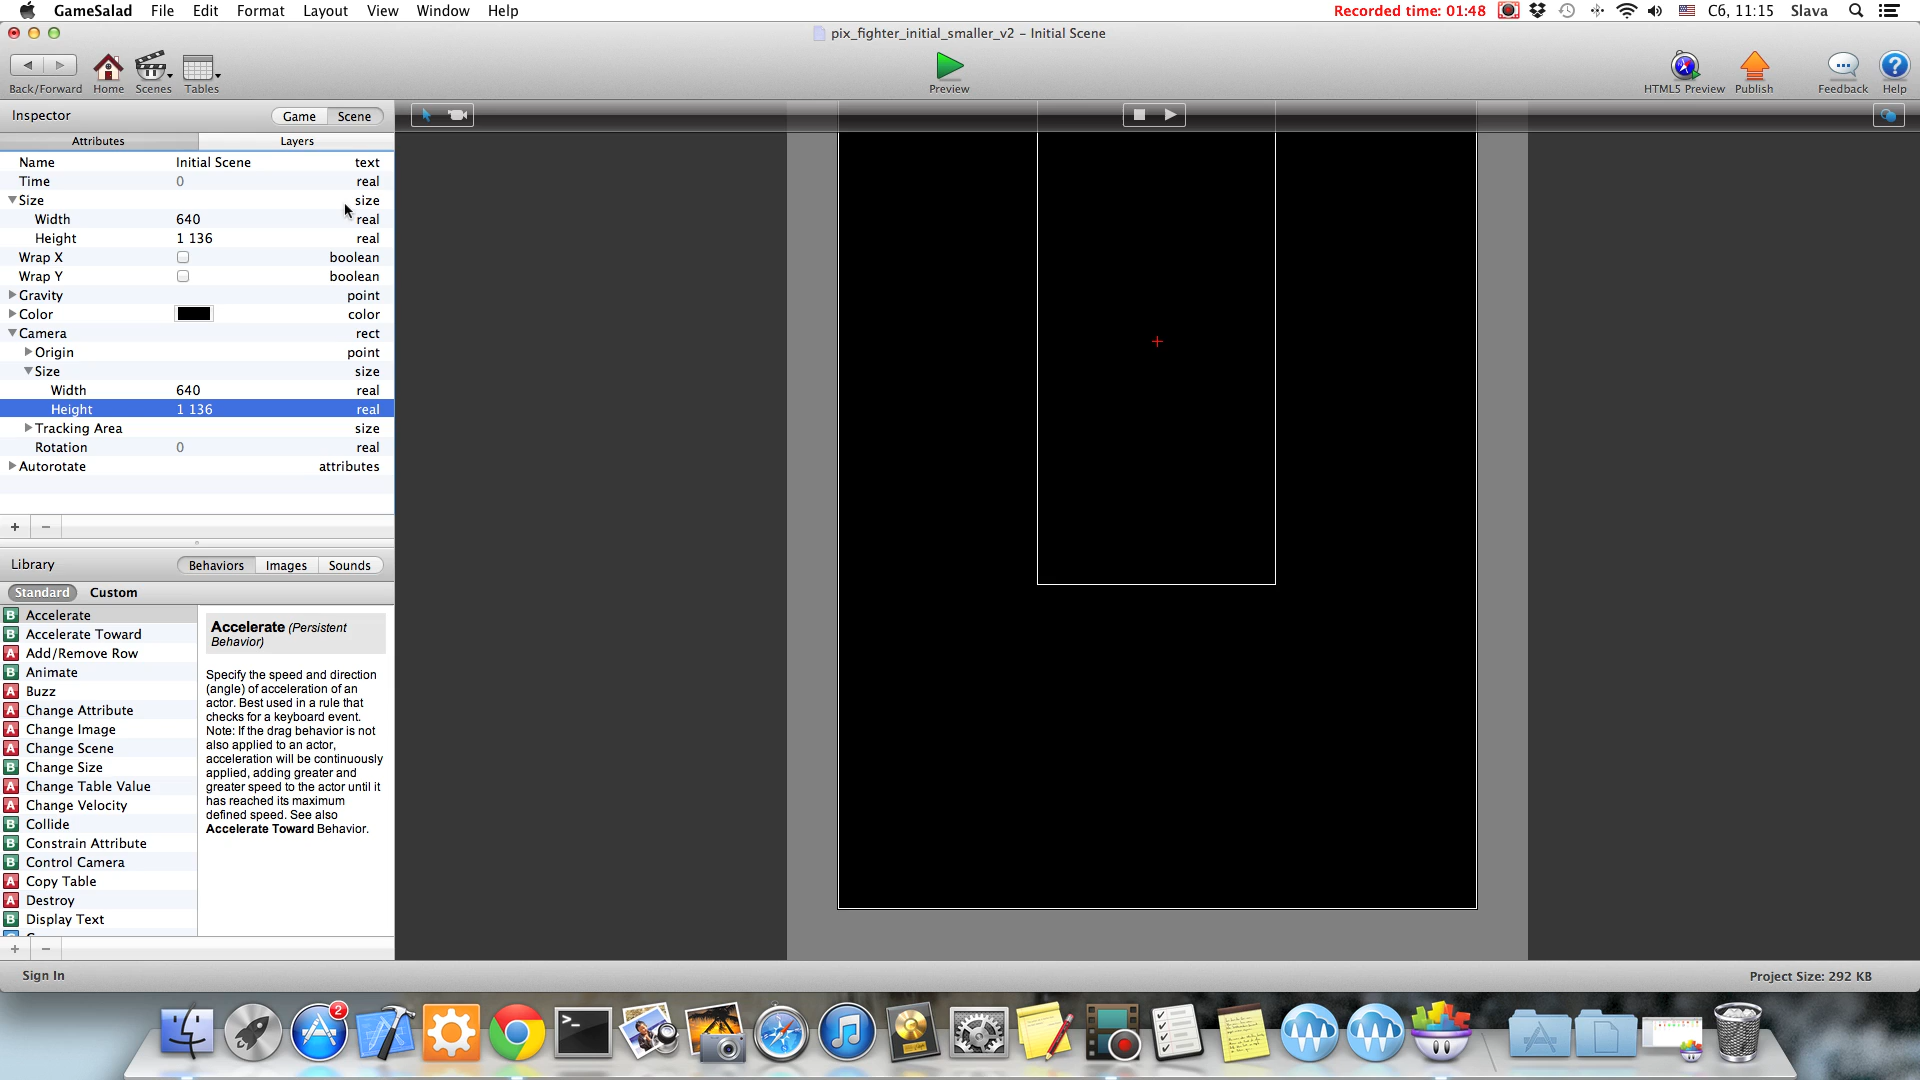 GameSalad File Edit Format Layout View Window Help Recorded time: 01:48 C6, 11:15 Slava
pix_fighter_initial_smaller_v2 – Initial Scene
Back/Forward Home Scenes Tables Preview HTML5 Preview Publish Feedback Help
Inspector Game Scene
Attributes Layers
Name Initial Scene text
Time 0 real
Size size
Width 640 real
Height 1 136 real
Wrap X boolean
Wrap Y boolean
Gravity point
Color color
Camera rect
Origin point
Size size
Width 640 real
Height 1 136 real
Tracking Area size
Rotation 0 real
Autorotate attributes
+ −
Library Behaviors Images Sounds
Standard Custom
B Accelerate
B Accelerate Toward
A Add/Remove Row
B Animate
A Buzz
A Change Attribute
A Change Image
A Change Scene
B Change Size
A Change Table Value
A Change Velocity
B Collide
B Constrain Attribute
B Control Camera
A Copy Table
A Destroy
B Display Text
Accelerate (Persistent
Behavior)
Specify the speed and direction
(angle) of acceleration of an
actor. Best used in a rule that
checks for a keyboard event.
Note: If the drag behavior is not
also applied to an actor,
acceleration will be continuously
applied, adding greater and
greater speed to the actor until it
has reached its maximum
defined speed. See also
Accelerate Toward Behavior.
+ −
Sign In Project Size: 292 KB
2